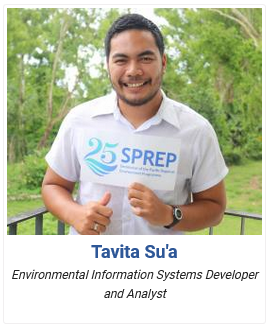 25 SPREP
Tavita Su'a
Environmental Information Systems Developer
and Analyst